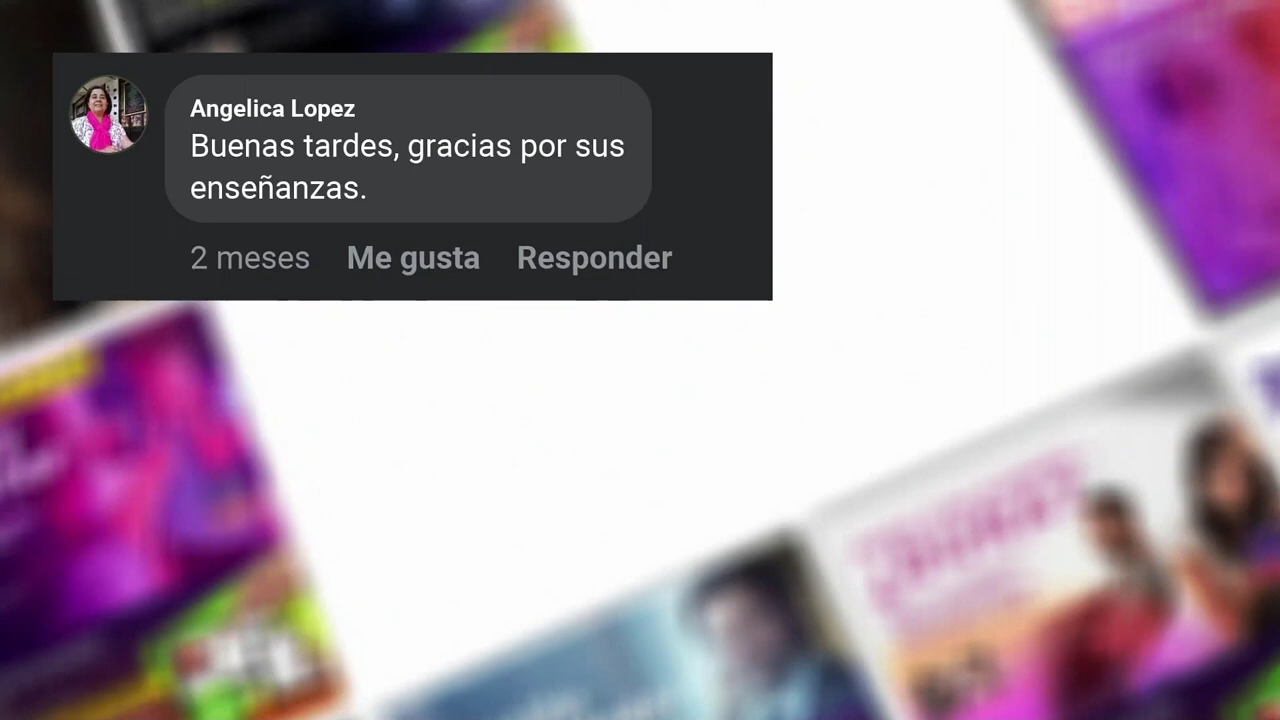 Angelica Lopez
Buenas tardes, gracias por sus
enseñanzas.
2 meses Me gusta Responder